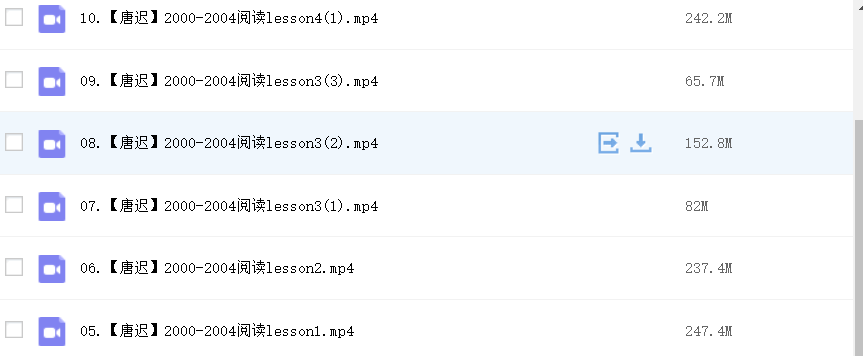 10.【唐迟】2000-2004阅读lesson4(1).mp4 242.2M
09.【唐迟】2000-2004阅读lesson3(3).mp4 65.7M
08.【唐迟】2000-2004阅读lesson3(2).mp4 152.8M
07.【唐迟】2000-2004阅读lesson3(1).mp4 82M
06.【唐迟】2000-2004阅读lesson2.mp4 237.4M
05.【唐迟】2000-2004阅读lesson1.mp4 247.4M